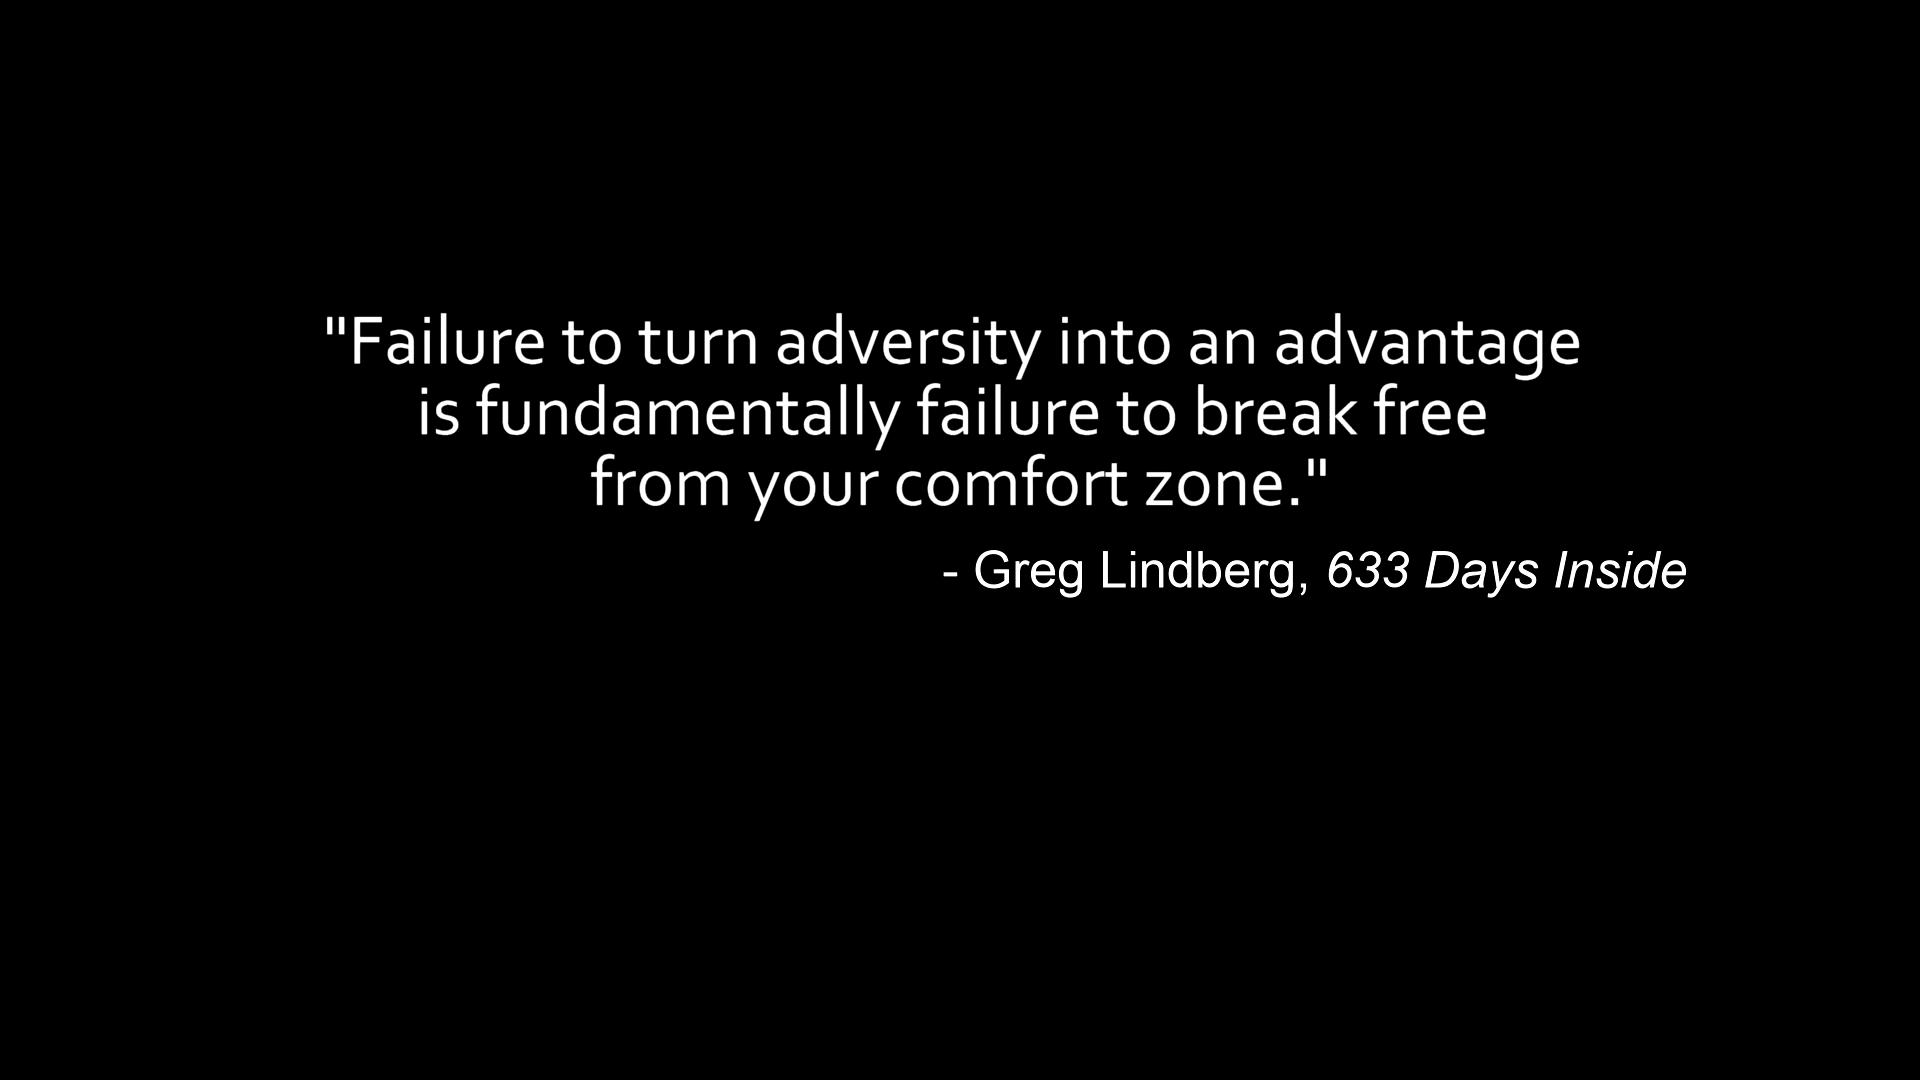 "Failure to turn adversity into an advantage
is fundamentally failure to break free
from your comfort zone."
- Greg Lindberg, 633 Days Inside